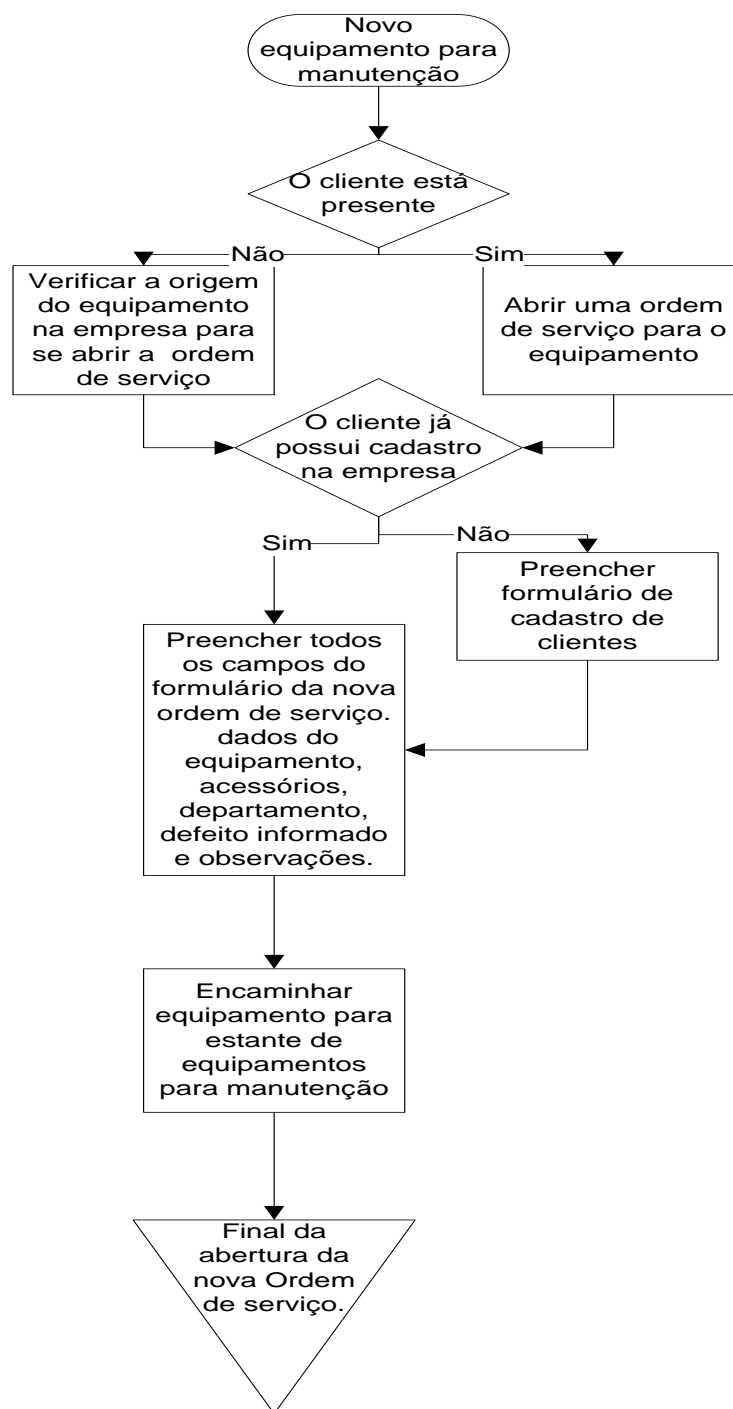 Novo
equipamento para
manutenção
O cliente está
presente
Não
Sim
Verificar a origem
do equipamento
na empresa para
se abrir a ordem
de serviço
Abrir uma ordem
de serviço para o
equipamento
O cliente já
possui cadastro
na empresa
Sim
Não
Preencher
formulário de
cadastro de
clientes
Preencher todos
os campos do
formulário da nova
ordem de serviço.
dados do
equipamento,
acessórios,
departamento,
defeito informado
e observações.
Encaminhar
equipamento para
estante de
equipamentos
para manutenção
Final da
abertura da
nova Ordem
de serviço.